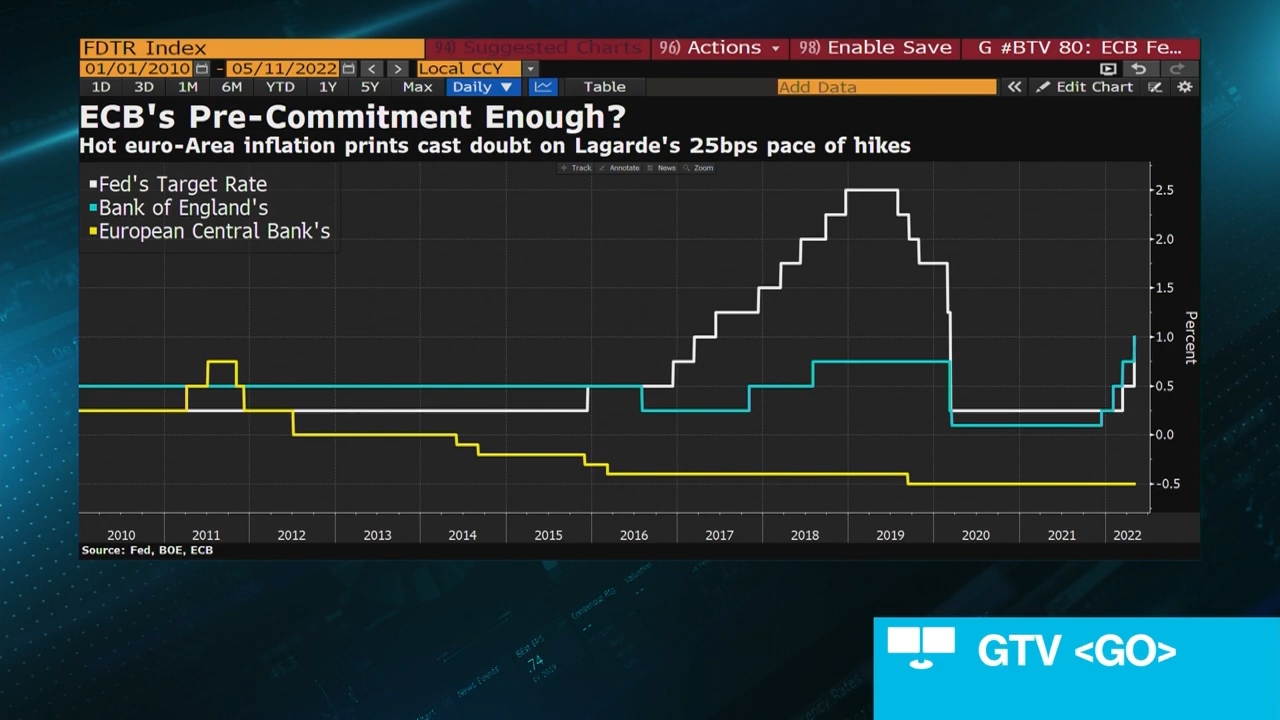 FDTR Index
94) Suggested Charts
96) Actions
98) Enable Save
G #BTV 80: ECB Fe...
01/01/2010 - 05/11/2022
Local CCY
1D 3D 1M 6M YTD 1Y 5Y Max Daily ▼ Table
Add Data
Edit Chart
ECB's Pre-Commitment Enough?
Hot euro-Area inflation prints cast doubt on Lagarde's 25bps pace of hikes
Track Annotate News Zoom
Fed's Target Rate
Bank of England's
European Central Bank's
2.5
2.0
1.5
1.0
0.5
0.0
-0.5
Percent
2010 2011 2012 2013 2014 2015 2016 2017 2018 2019 2020 2021 2022
Source: Fed, BOE, ECB
News Events
BEst EPS
.74
GTV <GO>